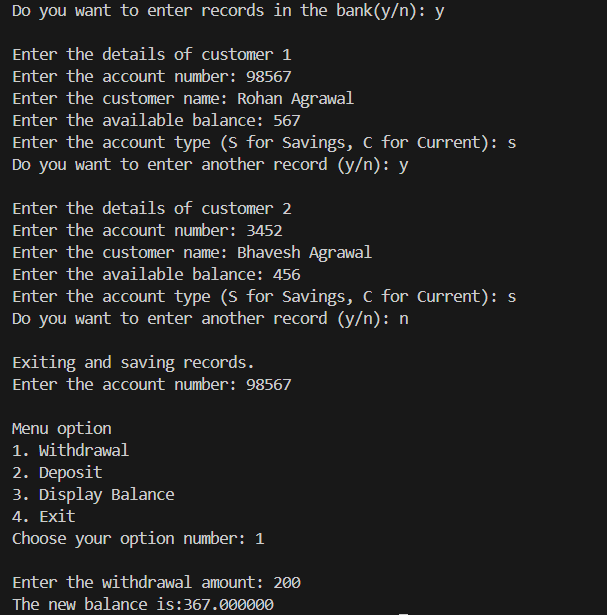 Do you want to enter records in the bank(y/n): y
Enter the details of customer 1
Enter the account number: 98567
Enter the customer name: Rohan Agrawal
Enter the available balance: 567
Enter the account type (S for Savings, C for Current): s
Do you want to enter another record (y/n): y
Enter the details of customer 2
Enter the account number: 3452
Enter the customer name: Bhavesh Agrawal
Enter the available balance: 456
Enter the account type (S for Savings, C for Current): s
Do you want to enter another record (y/n): n
Exiting and saving records.
Enter the account number: 98567
Menu option
1. Withdrawal
2. Deposit
3. Display Balance
4. Exit
Choose your option number: 1
Enter the withdrawal amount: 200
The new balance is:367.000000